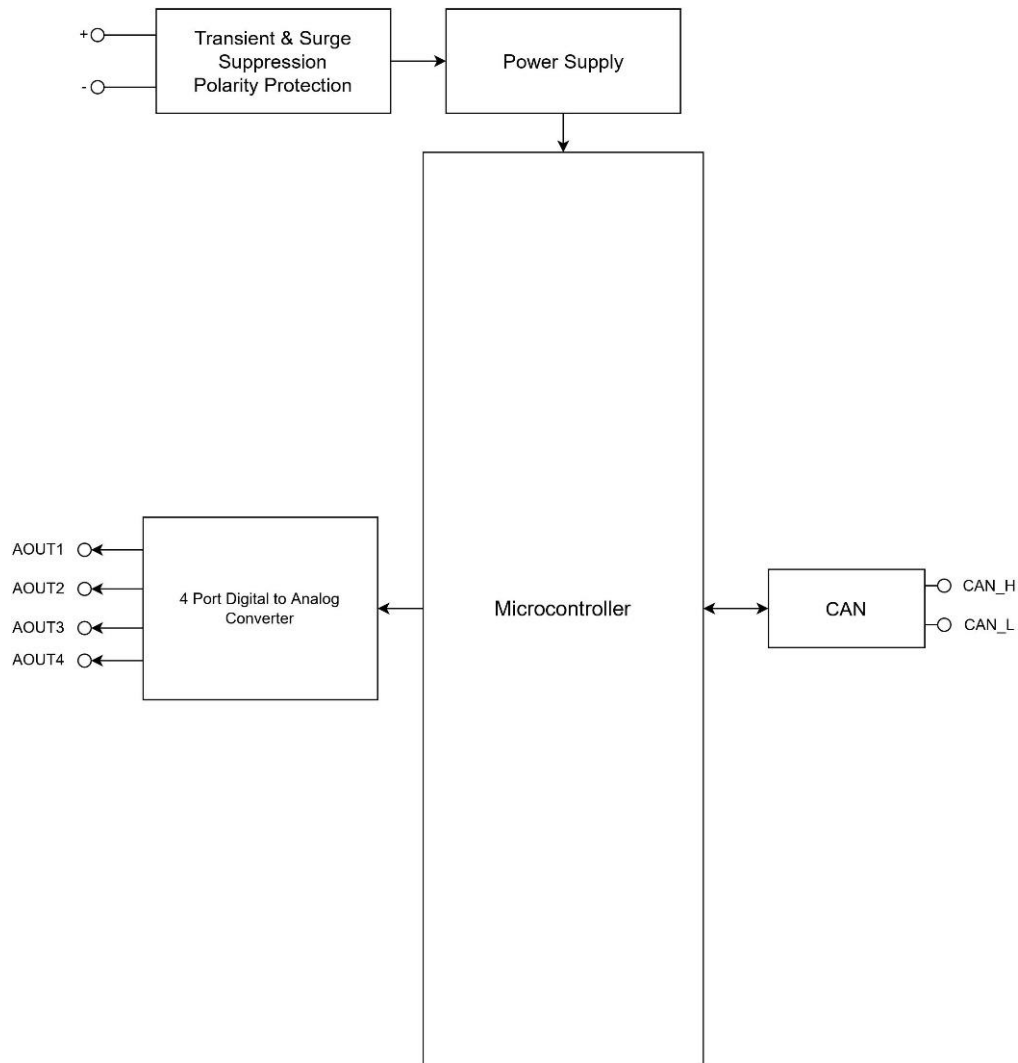 +
-
Transient & Surge
Suppression
Polarity Protection
Power Supply
AOUT1
AOUT2
AOUT3
AOUT4
4 Port Digital to Analog
Converter
Microcontroller
CAN
CAN_H
CAN_L